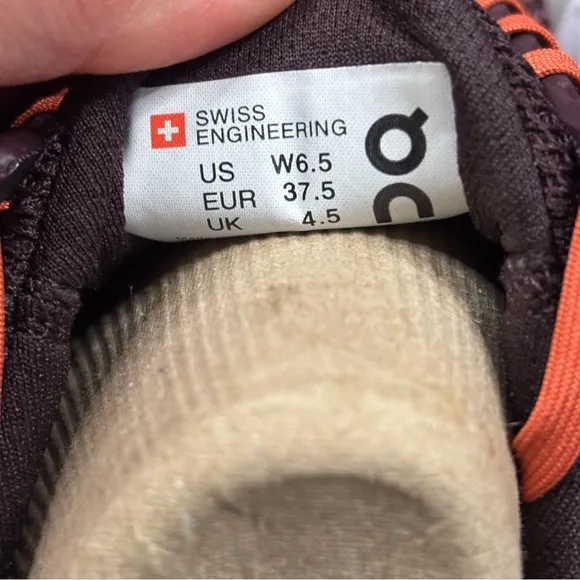 SWISS
ENGINEERING
US W6.5
EUR 37.5
UK 4.5